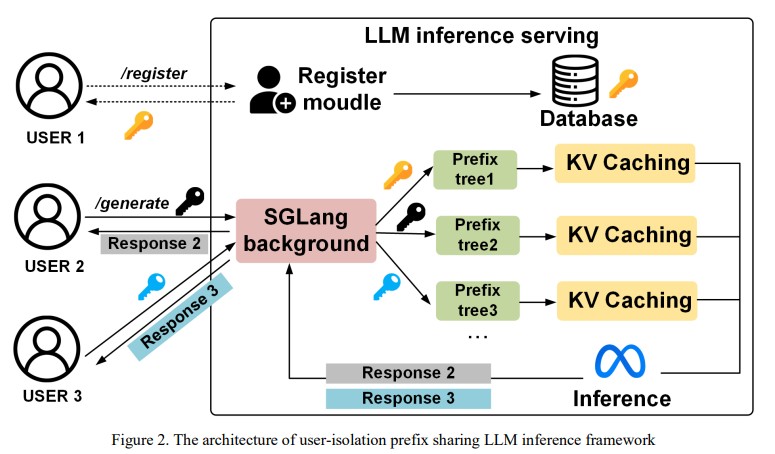 LLM inference serving
/register
Register
moudle
Database
USER 1
/generate
Response 2
USER 2
SGLang
background
Prefix
tree1
KV Caching
Prefix
tree2
KV Caching
Prefix
tree3
KV Caching
...
Response 3
USER 3
Response 2
Response 3
Inference
Figure 2. The architecture of user-isolation prefix sharing LLM inference framework